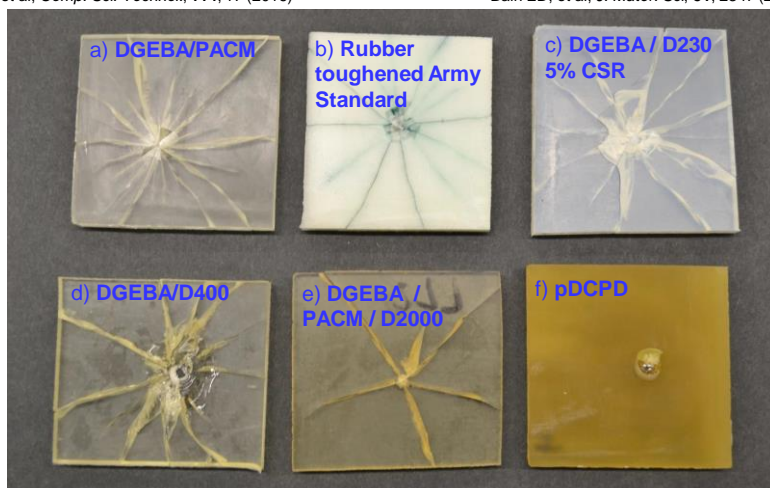 a) DGEBA/PACM
b) Rubber
toughened Army
Standard
c) DGEBA / D230
5% CSR
d) DGEBA/D400
e) DGEBA /
PACM / D2000
f) pDCPD